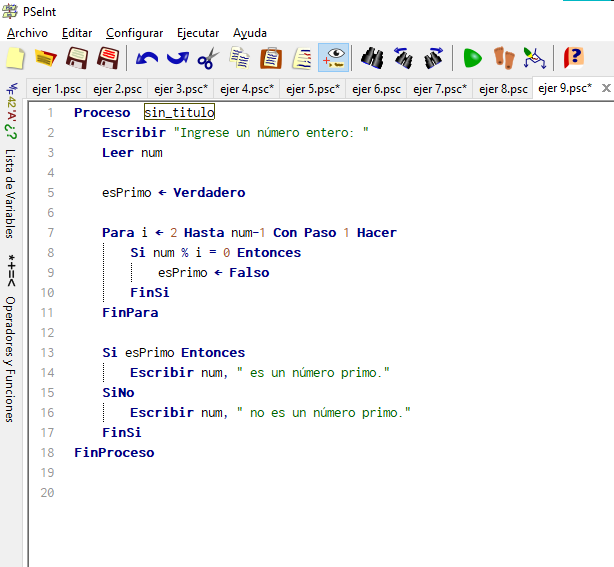 PSeInt
Archivo Editar Configurar Ejecutar Ayuda
ejer 1.psc ejer 2.psc ejer 3.psc* ejer 4.psc* ejer 5.psc* ejer 6.psc ejer 7.psc* ejer 8.psc ejer 9.psc*
Lista de Variables
*+=< Operadores y Funciones
1 Proceso sin_titulo
2 Escribir "Ingrese un número entero: "
3 Leer num
4
5 esPrimo ← Verdadero
6
7 Para i ← 2 Hasta num-1 Con Paso 1 Hacer
8 Si num % i = 0 Entonces
9 esPrimo ← Falso
10 FinSi
11 FinPara
12
13 Si esPrimo Entonces
14 Escribir num, " es un número primo."
15 SiNo
16 Escribir num, " no es un número primo."
17 FinSi
18 FinProceso
19
20